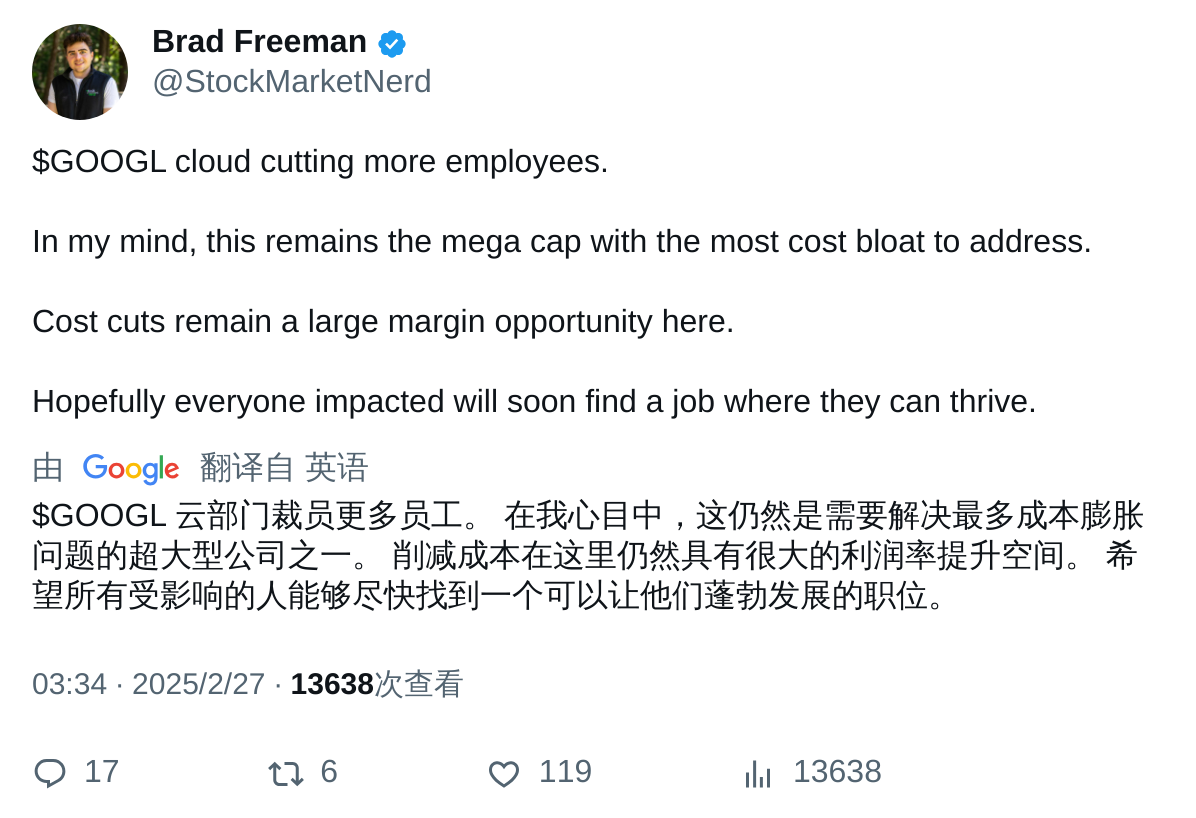 Brad Freeman
@StockMarketNerd
$GOOGL cloud cutting more employees.
In my mind, this remains the mega cap with the most cost bloat to address.
Cost cuts remain a large margin opportunity here.
Hopefully everyone impacted will soon find a job where they can thrive.
由 Google 翻译自 英语
$GOOGL 云部门裁员更多员工。 在我心目中，这仍然是需要解决最多成本膨胀
问题的超大型公司之一。 削减成本在这里仍然具有很大的利润率提升空间。 希
望所有受影响的人能够尽快找到一个可以让他们蓬勃发展的职位。
03:34 · 2025/2/27 · 13638次查看
17 6 119 13638